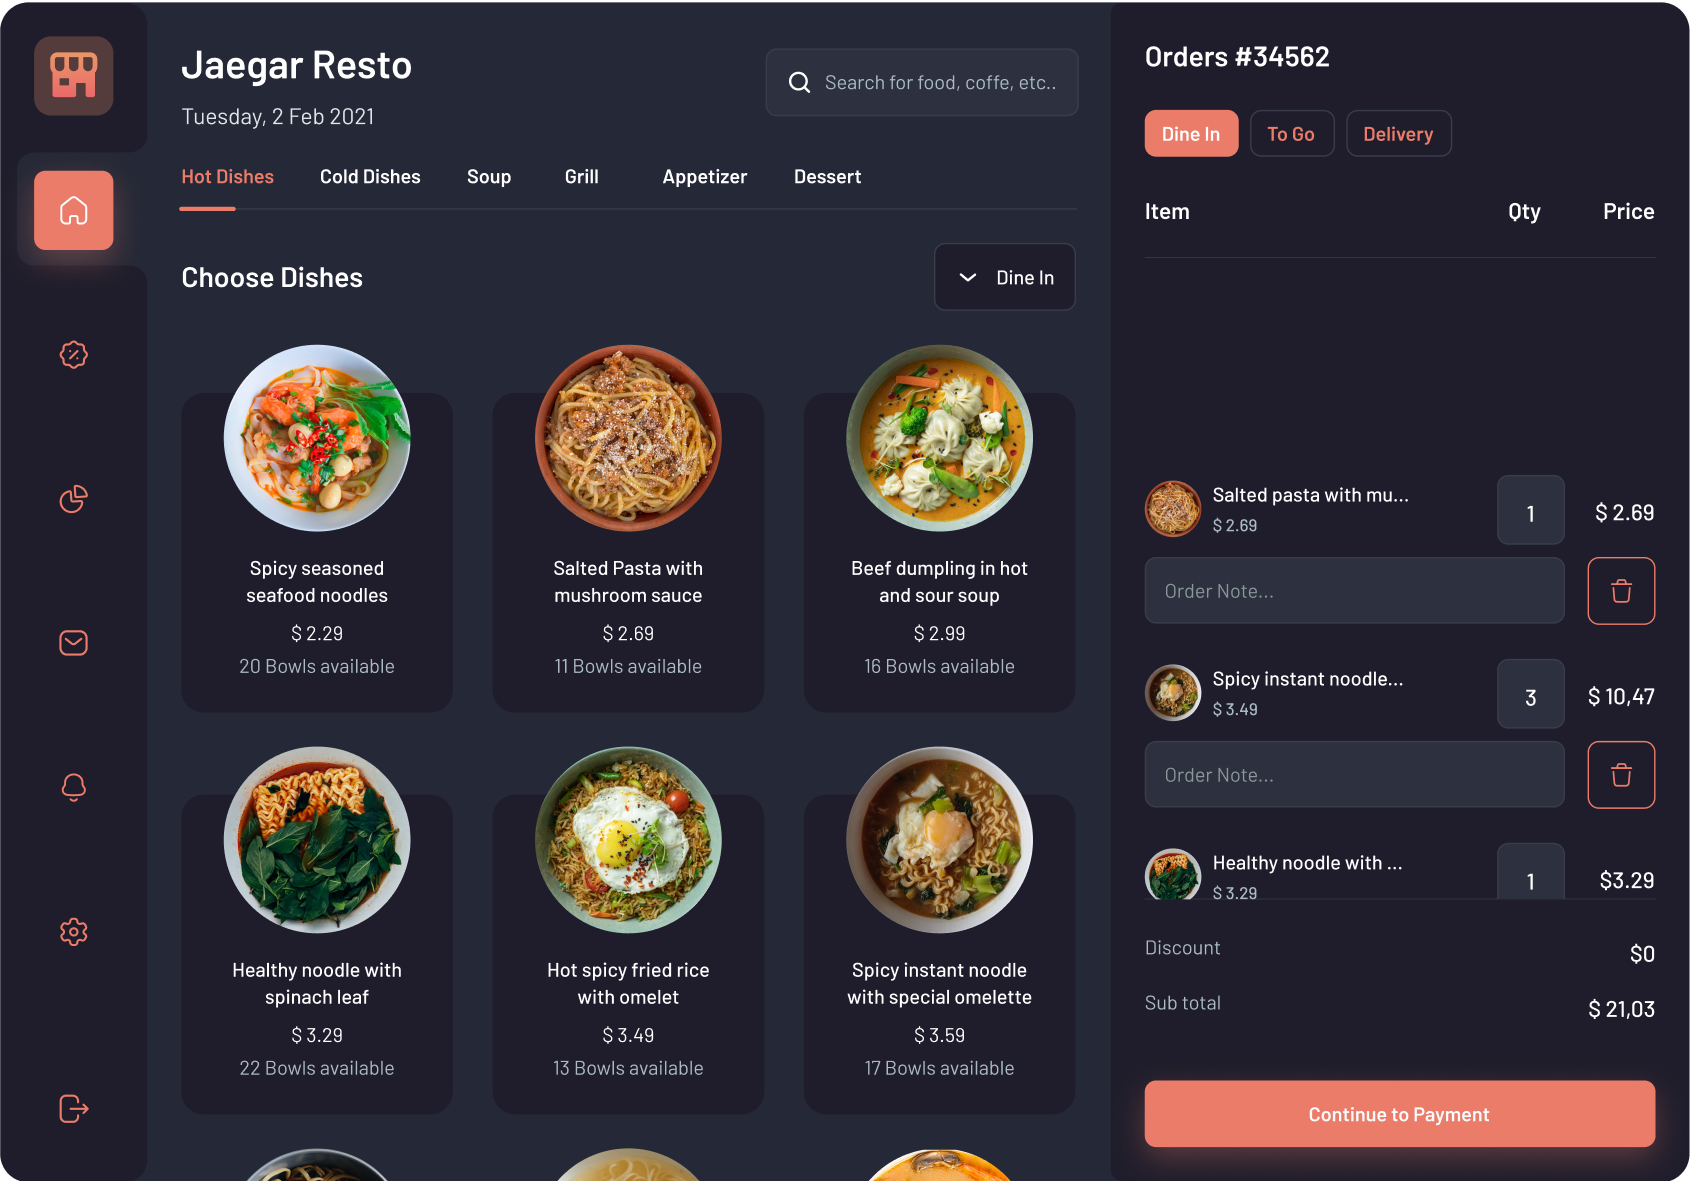 Jaegar Resto
Tuesday, 2 Feb 2021
Search for food, coffe, etc..
Hot Dishes
Cold Dishes
Soup
Grill
Appetizer
Dessert
Choose Dishes
Dine In
Spicy seasoned
seafood noodles
$ 2.29
20 Bowls available
Salted Pasta with
mushroom sauce
$ 2.69
11 Bowls available
Beef dumpling in hot
and sour soup
$ 2.99
16 Bowls available
Healthy noodle with
spinach leaf
$ 3.29
22 Bowls available
Hot spicy fried rice
with omelet
$ 3.49
13 Bowls available
Spicy instant noodle
with special omelette
$ 3.59
17 Bowls available
Orders #34562
Dine In
To Go
Delivery
Item
Qty
Price
Salted pasta with mu...
$ 2.69
1
$ 2.69
Order Note...
Spicy instant noodle...
$ 3.49
3
$ 10,47
Order Note...
Healthy noodle with ...
$ 3.29
1
$3.29
Discount
$0
Sub total
$ 21,03
Continue to Payment